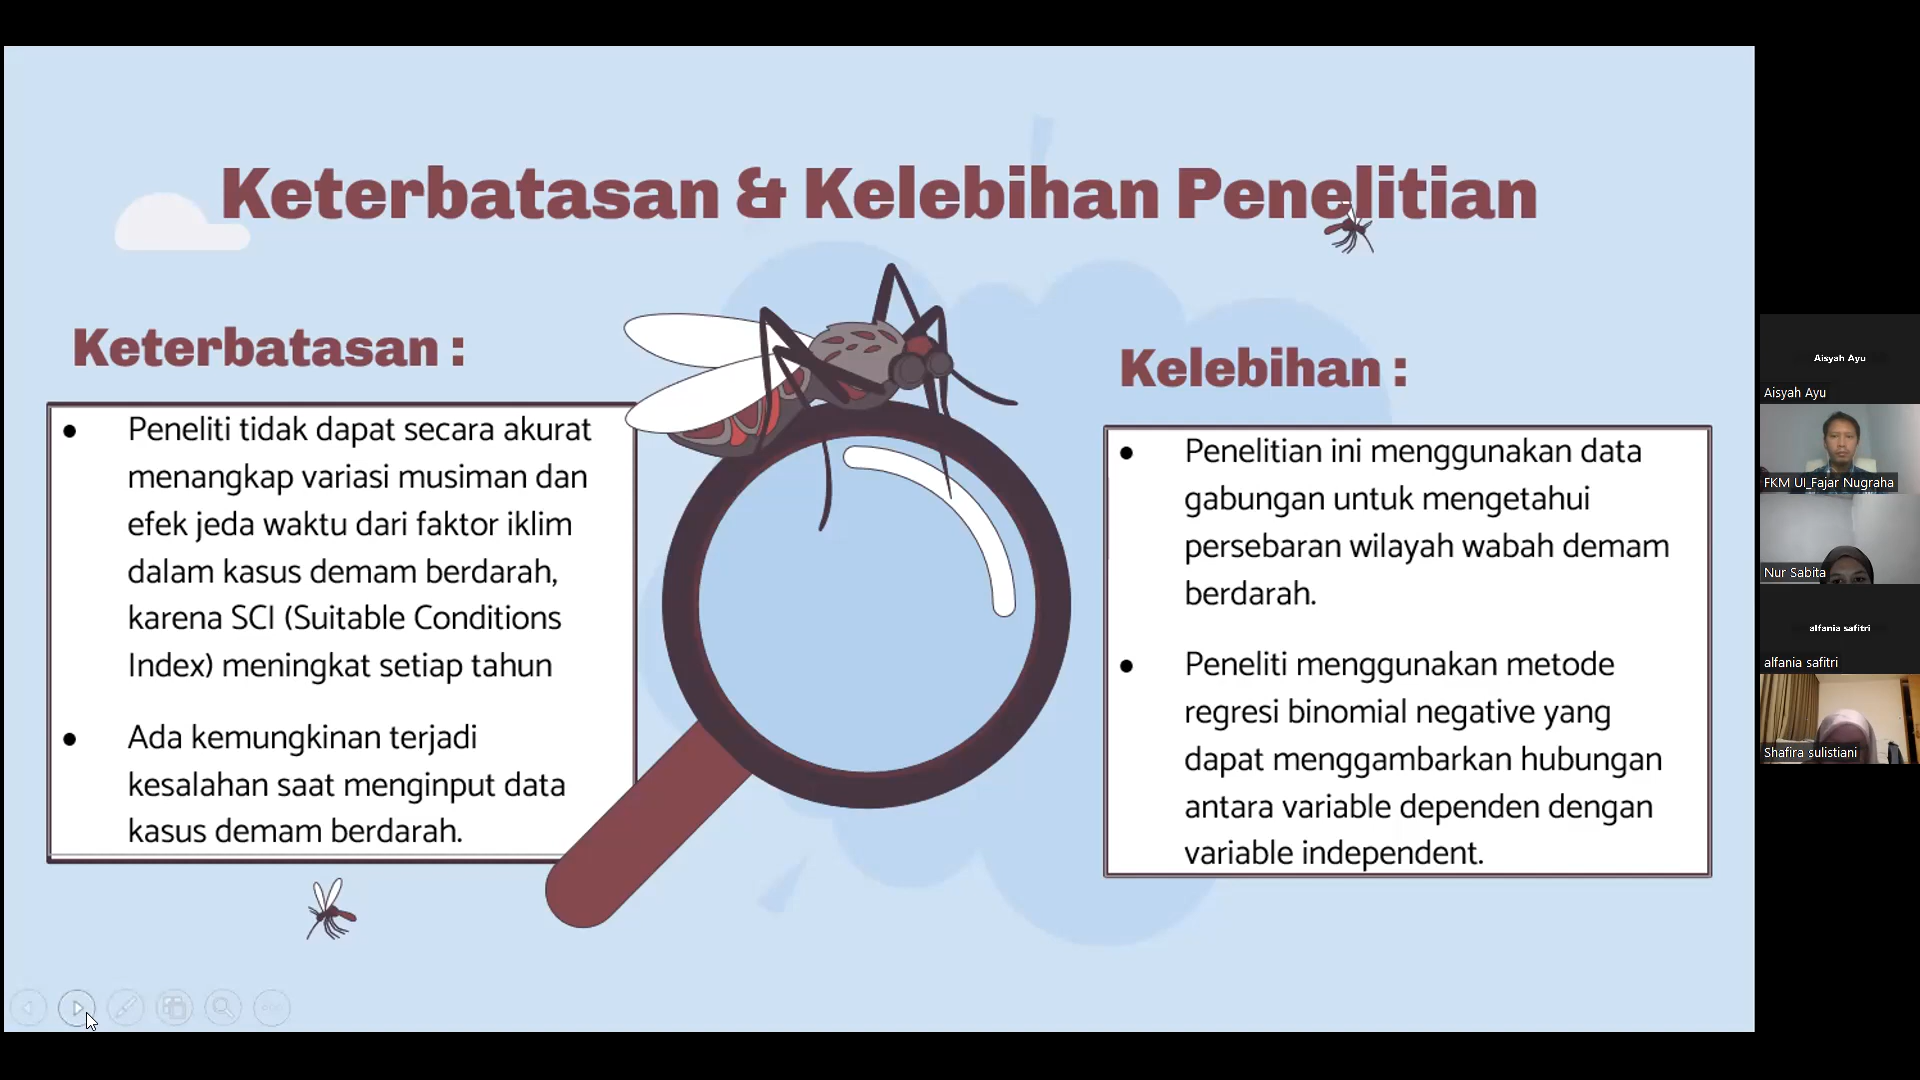 Keterbatasan & Kelebihan Penelitian
Keterbatasan :
Peneliti tidak dapat secara akurat
menangkap variasi musiman dan
efek jeda waktu dari faktor iklim
dalam kasus demam berdarah,
karena SCI (Suitable Conditions
Index) meningkat setiap tahun
Ada kemungkinan terjadi
kesalahan saat menginput data
kasus demam berdarah.
Kelebihan :
Penelitian ini menggunakan data
gabungan untuk mengetahui
persebaran wilayah wabah demam
berdarah.
Peneliti menggunakan metode
regresi binomial negative yang
dapat menggambarkan hubungan
antara variable dependen dengan
variable independent.
Aisyah Ayu
Aisyah Ayu
FKM UI_Fajar Nugraha
Nur Sabita
alfania safitri
alfania safitri
Shafira sulistiani